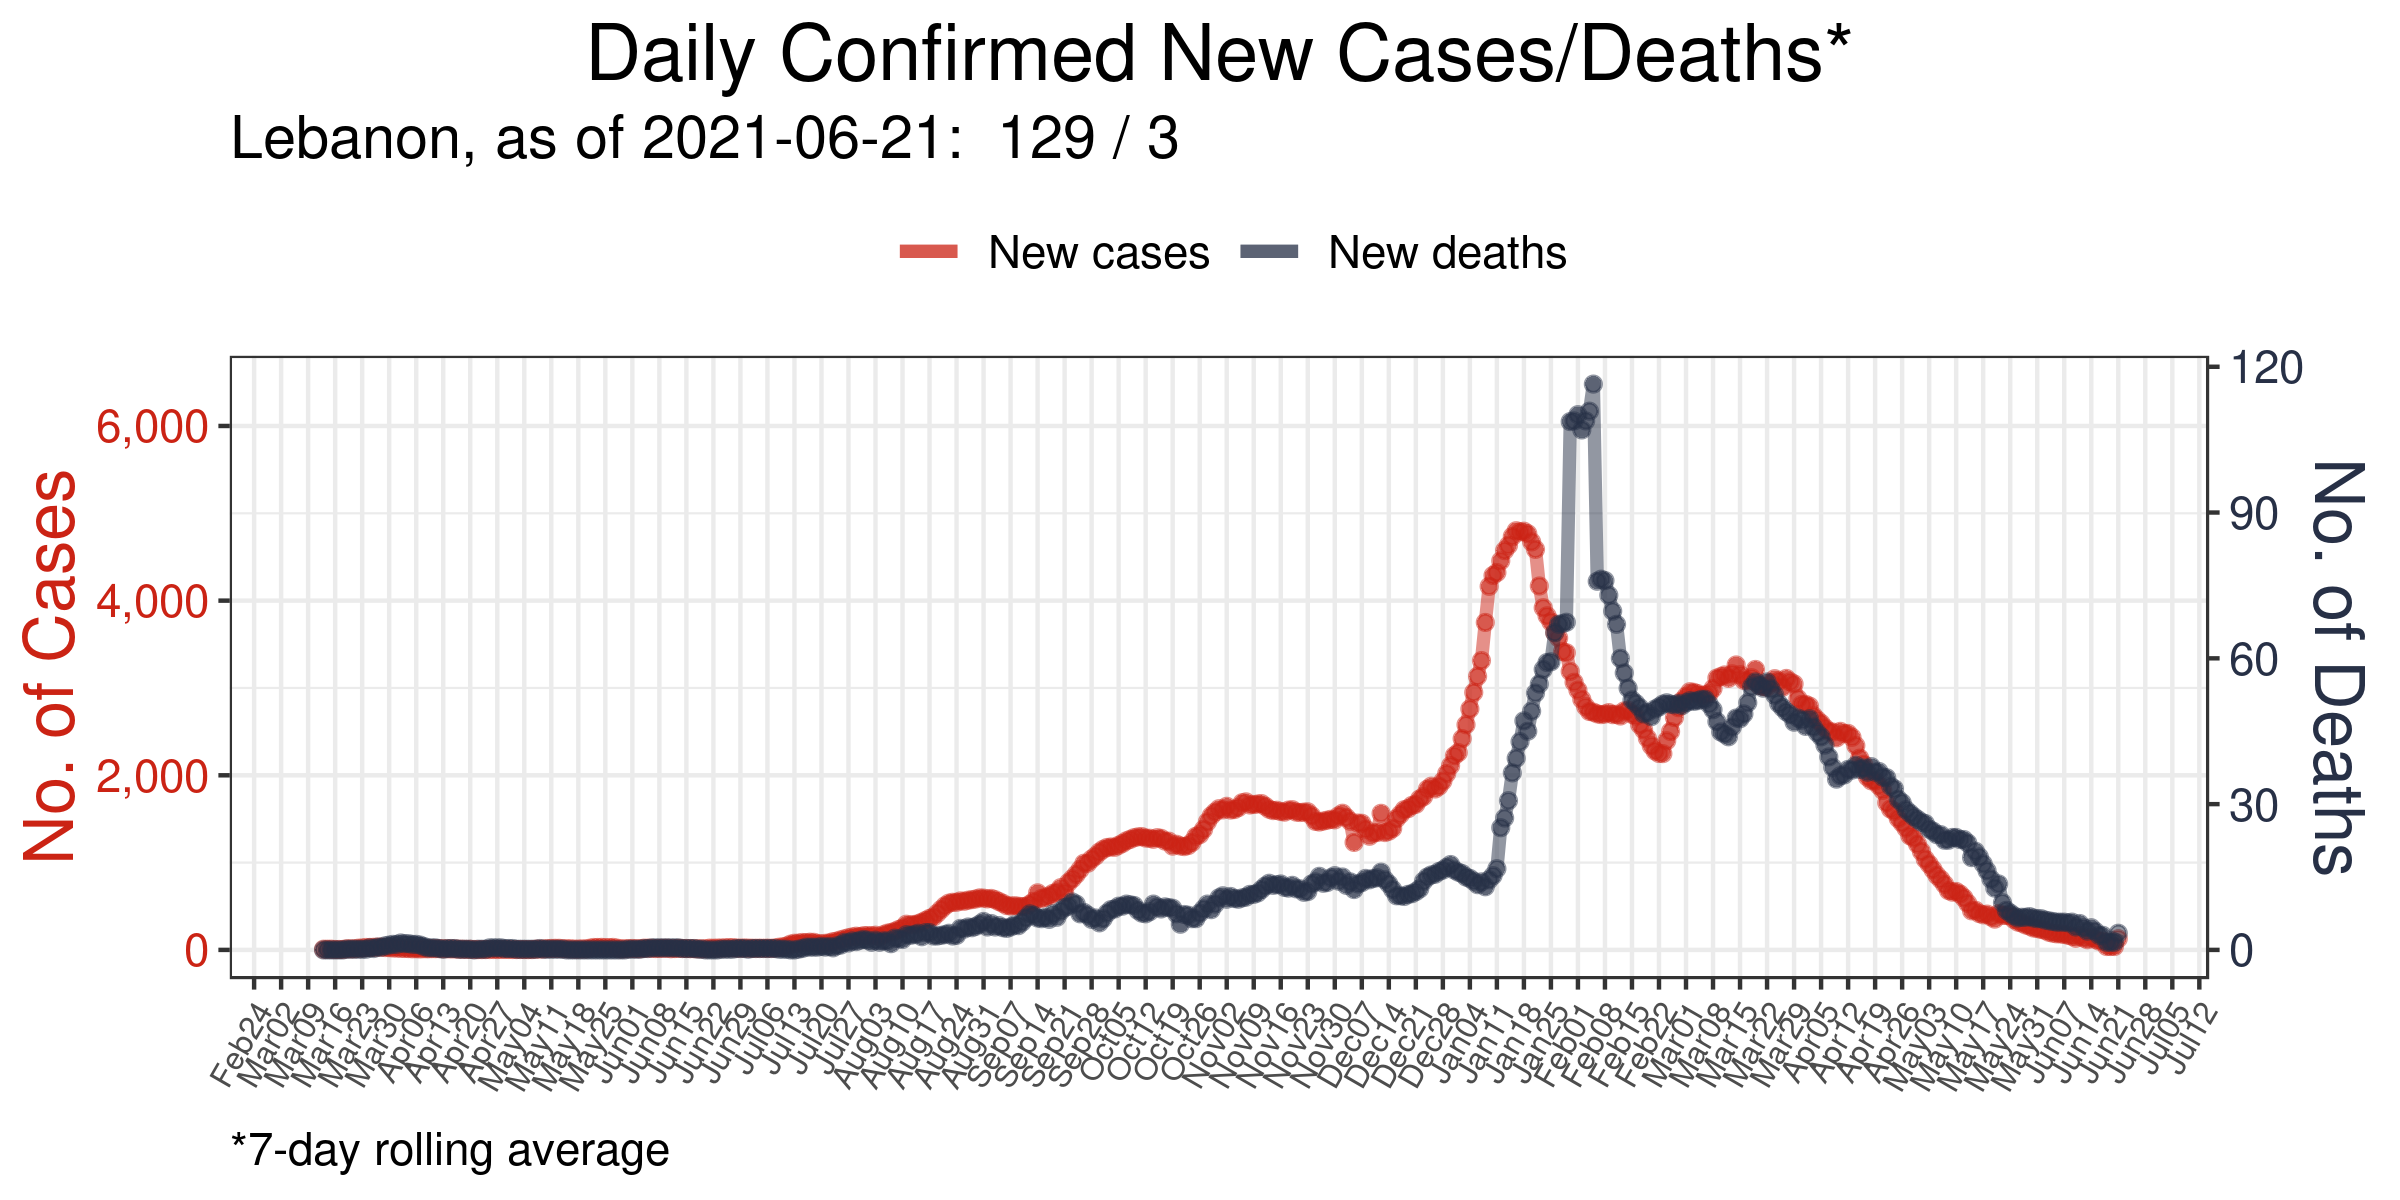 Daily Confirmed New Cases/Deaths*
Lebanon, as of 2021-06-21:  129 / 3
New cases
New deaths
No. of Cases
6,000
4,000
2,000
0
120
90
60
30
0
No. of Deaths
Feb24
Mar02
Mar09
Mar16
Mar23
Mar30
Apr06
Apr13
Apr20
Apr27
May04
May11
May18
May25
Jun01
Jun08
Jun15
Jun22
Jun29
Jul06
Jul13
Jul20
Jul27
Aug03
Aug10
Aug17
Aug24
Aug31
Sep07
Sep14
Sep21
Sep28
Oct05
Oct12
Oct19
Oct26
Nov02
Nov09
Nov16
Nov23
Nov30
Dec07
Dec14
Dec21
Dec28
Jan04
Jan11
Jan18
Jan25
Feb01
Feb08
Feb15
Feb22
Mar01
Mar08
Mar15
Mar22
Mar29
Apr05
Apr12
Apr19
Apr26
May03
May10
May17
May24
May31
Jun07
Jun14
Jun21
Jun28
Jul05
Jul12
*7-day rolling average